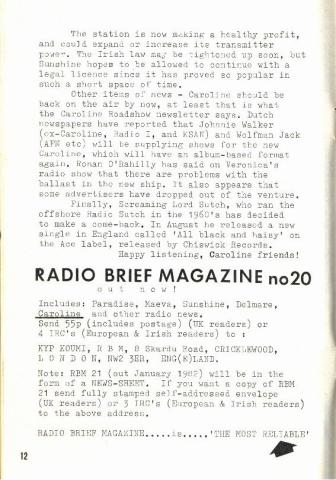 The station is now making a healthy profit,
and could expand or increase its transmitter
power. The Irish law may be tightened up soon, but
Sunshine hopes to be allowed to continue with a
legal licence since it has proved so popular in
such a short space of time.
Other items of news - Caroline should be
back on the air by now, at least that is what
the Caroline Roadshow newsletter says. Dutch
newspapers have reported that Johnnie Walker
(ex-Caroline, Radio I, and KSAN) and Wolfman Jack
(AFN etc) will be supplying shows for the new
Caroline, which will have an album-based format
again. Ronan O'Rahilly has said on Veronica's
radio show that there are problems with the
ballast in the new ship. It also appears that
some advertisers have dropped out of the venture.
Finally, Screaming Lord Sutch, who ran the
offshore Radio Sutch in the 1960's has decided
to make a come-back. In August he released a new
single in England called 'All black and hairy' on
the Ace label, released by Chiswick Records.
Happy listening, Caroline friends!
RADIO BRIEF MAGAZINE no20
out now!
Includes: Paradise, Maeva, Sunshine, Delmare,
Caroline and other radio news.
Send 55p (includes postage) (UK readers) or
4 IRC's (European & Irish readers) to :
KYP KOUMI, R B M, 8 Skardu Road, CRICKLEWOOD,
L O N D O N, NW2 3ER, ENG(E)LAND.
Note: RBM 21 (out January 1982) will be in the
form of a NEWS-SHEET. If you want a copy of RBM
21 send fully stamped self-addressed envelope
(UK readers) or 3 IRC's (European & Irish readers)
to the above address.
RADIO BRIEF MAGAZINE.....is.....'THE MOST RELIABLE'
12